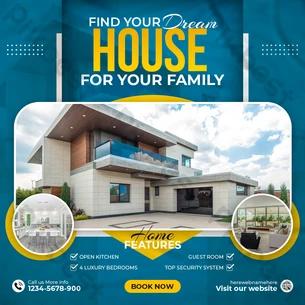 FIND YOUR Dream
HOUSE
FOR YOUR FAMILY
Home
FEATURES
OPEN KITCHEN
GUEST ROOM
4 LUXURY BEDROOMS
TOP SECURITY SYSTEM
Call Us More Info
1234-5678-900
BOOK NOW
herewebnamehere
Visit our website